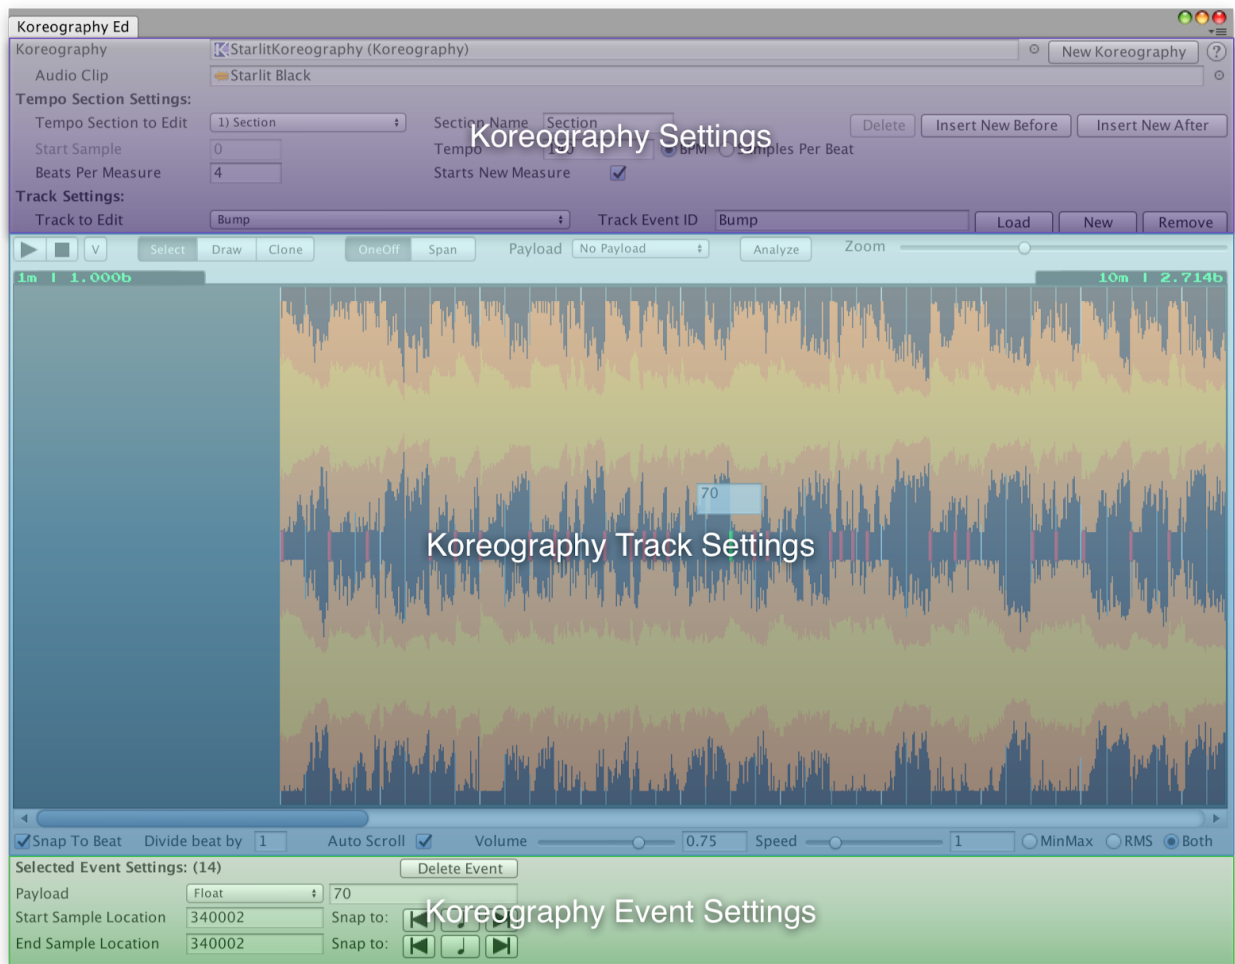 Koreography Ed
Koreography StarlitKoreography (Koreography) New Koreography ?
Audio Clip Starlit Black
Tempo Section Settings:
Tempo Section to Edit 1) Section Section Name Section Delete Insert New Before Insert New After
Koreography Settings
Start Sample 0 Tempo BPM Samples Per Beat
Beats Per Measure 4 Starts New Measure
Track Settings:
Track to Edit Bump Track Event ID Bump Load New Remove
V Select Draw Clone OneOff Span Payload No Payload Analyze Zoom
1m | 1.000b 10m | 2.714b
70
Koreography Track Settings
Snap To Beat Divide beat by 1 Auto Scroll Volume 0.75 Speed 1 MinMax RMS Both
Selected Event Settings: (14) Delete Event
Payload Float 70
Start Sample Location 340002 Snap to:
Koreography Event Settings
End Sample Location 340002 Snap to: